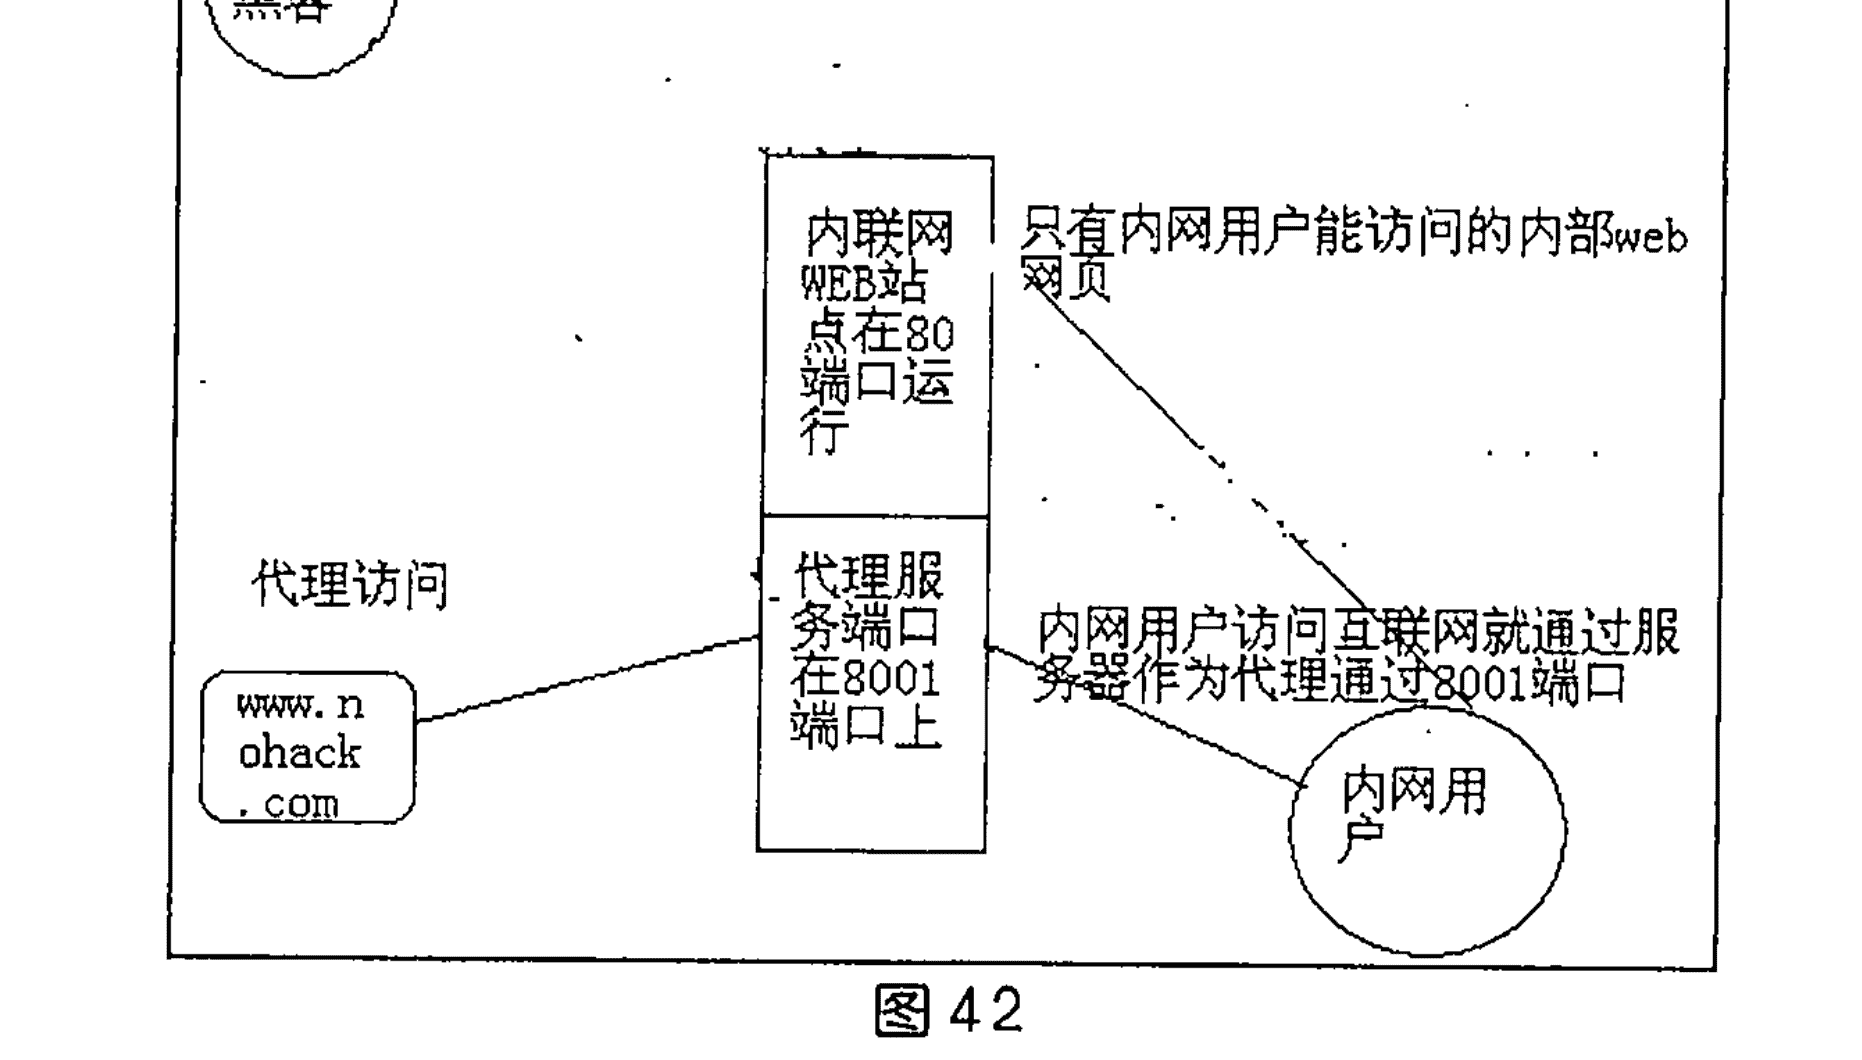 黑客
内联网
WEB站
点在80
端口运
行
只有内网用户能访问的内部web
网页
代理访问
www.n
ohack
.com
代理服
务端口
在8001
端口上
内网用户访问互联网就通过服
务器作为代理通过8001端口
内网用
户
图42